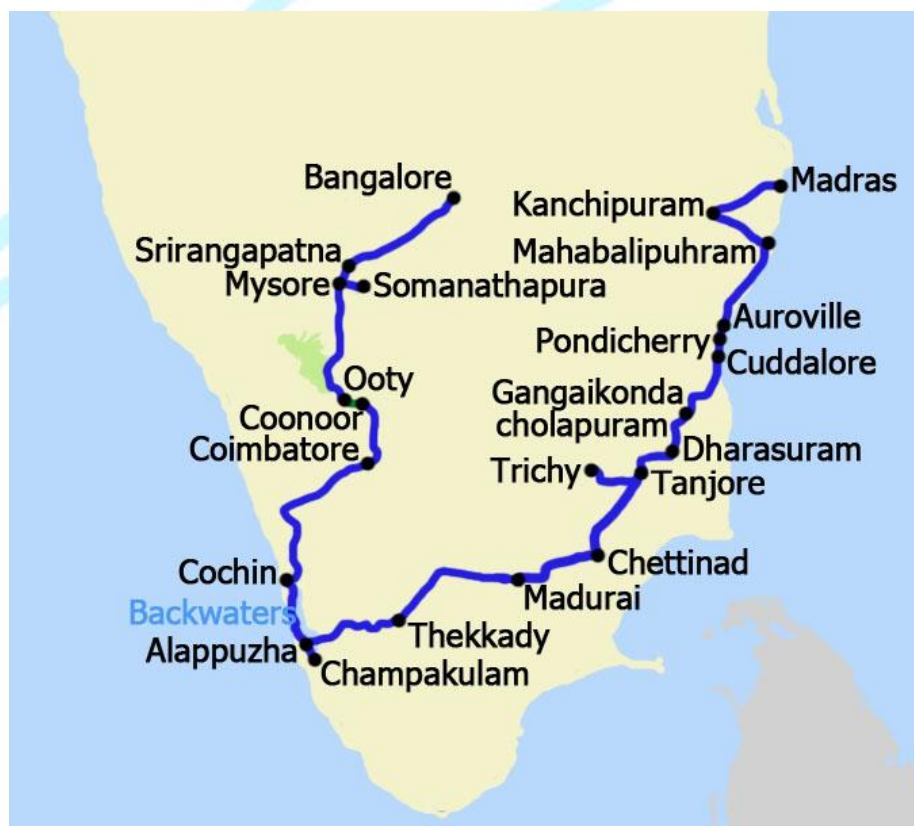 Bangalore
Madras
Kanchipuram
Mahabalipuhram
Srirangapatna
Mysore
Somanathapura
Auroville
Pondicherry
Cuddalore
Ooty
Coonoor
Gangaikonda
cholapuram
Coimbatore
Dharasuram
Trichy
Tanjore
Chettinad
Cochin
Madurai
Backwaters
Thekkady
Alappuzha
Champakulam